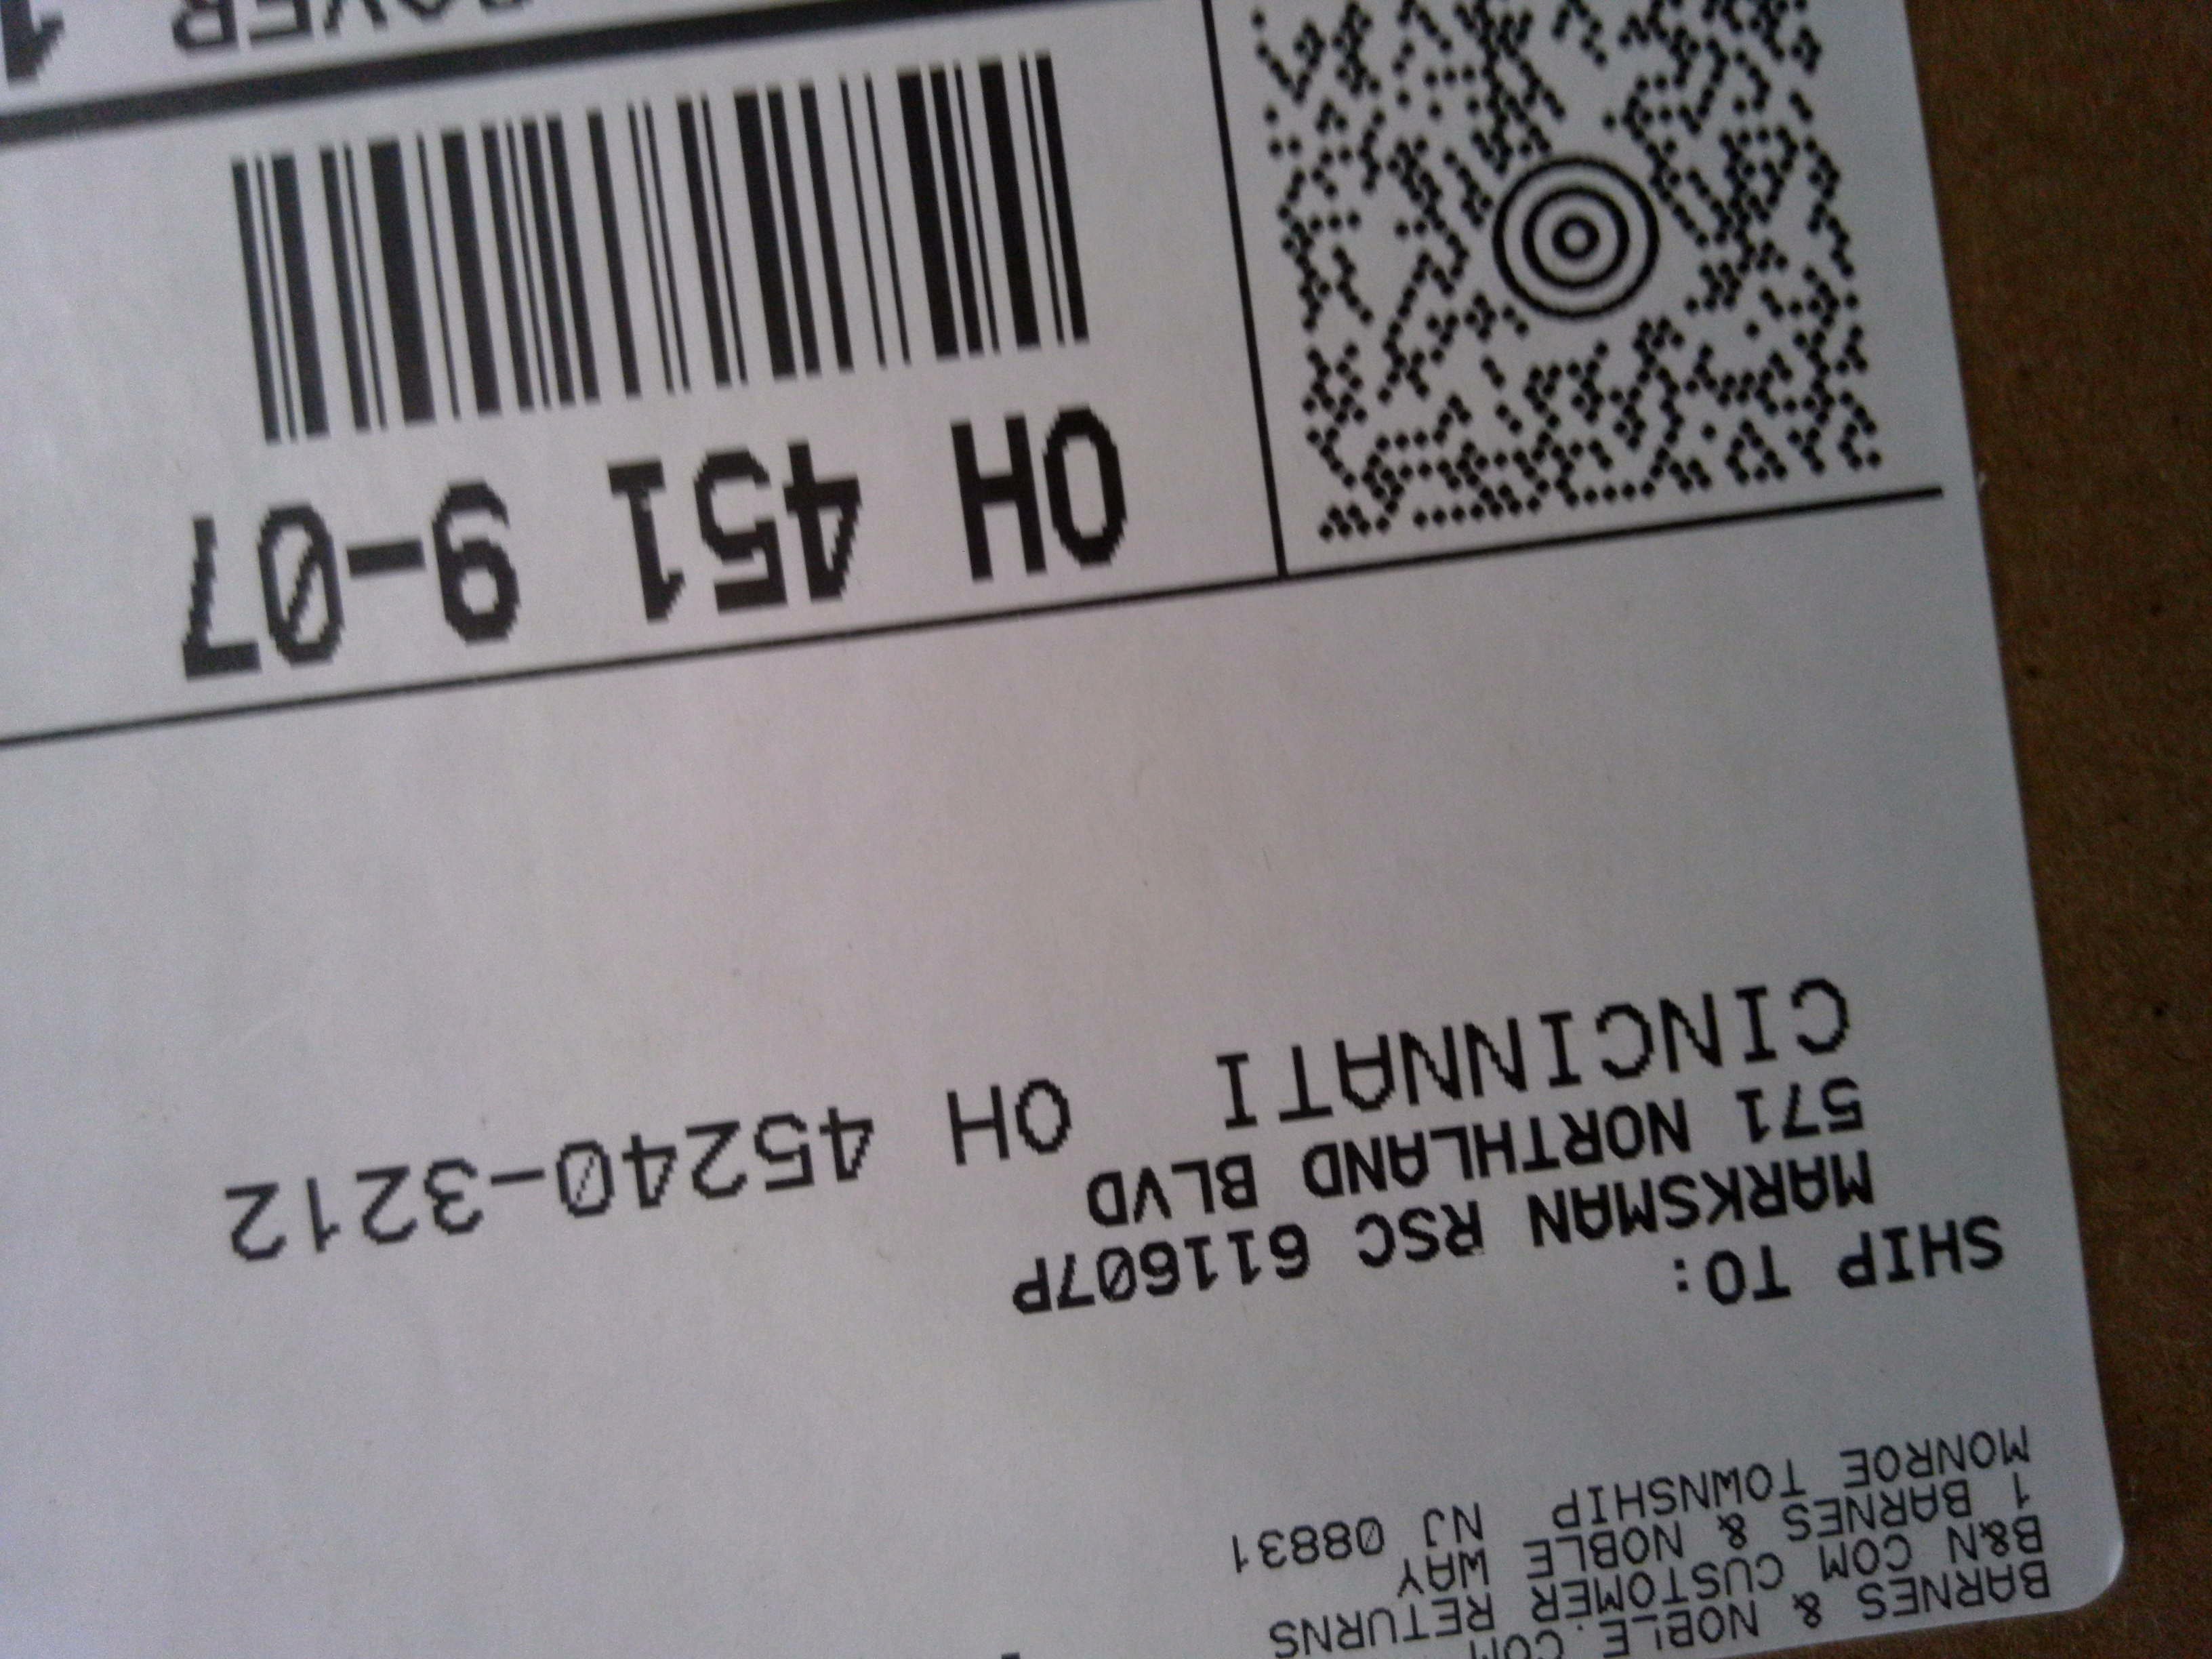 BARNES & NOBLE.COM
B&N COM CUSTOMER RETURNS
1 BARNES & NOBLE WAY
MONROE TOWNSHIP NJ 08831
SHIP TO:
MARKSMAN RSC 611607P
571 NORTHLAND BLVD
CINCINNATI OH 45240-3212
OH 451 9-07